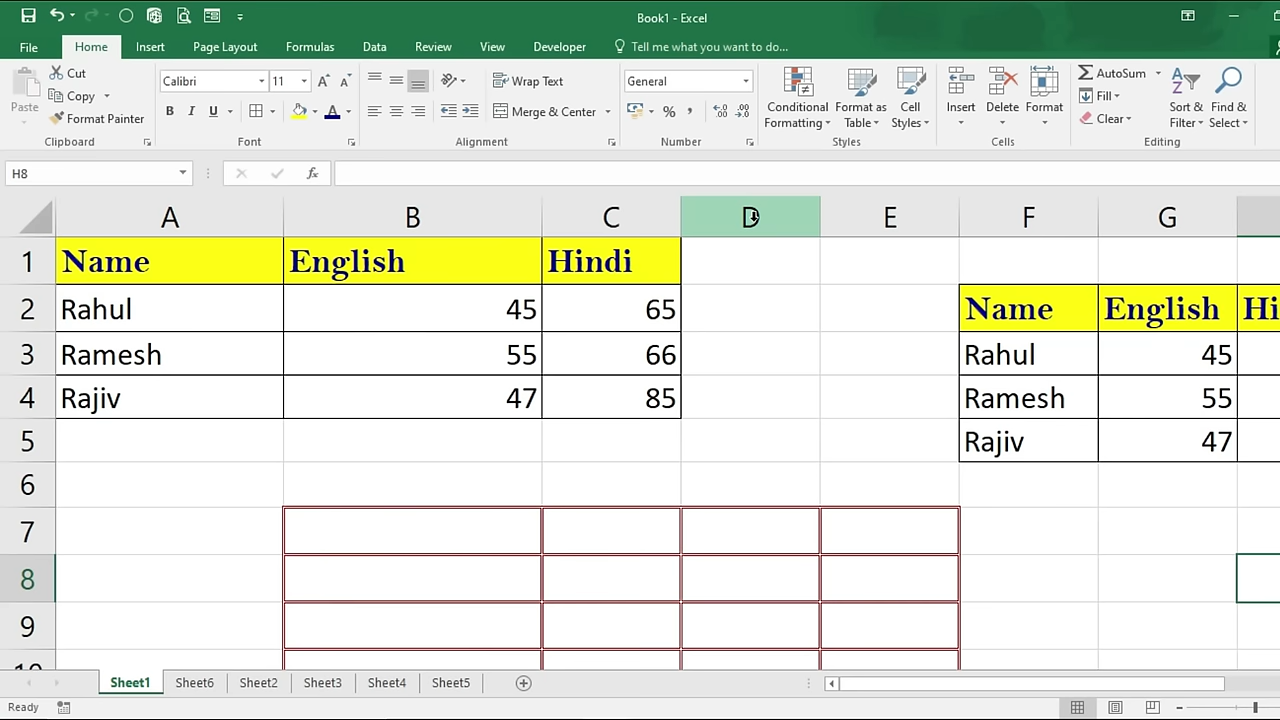 Book1 - Excel
File Home Insert Page Layout Formulas Data Review View Developer Tell me what you want to do...
Paste
Cut
Copy
Format Painter
Clipboard
Calibri 11
B I U
Font
Wrap Text
Merge & Center
Alignment
General
%
Number
Conditional Formatting
Format as Table
Cell Styles
Styles
Insert
Delete
Format
Cells
AutoSum
Fill
Clear
Sort & Filter
Find & Select
Editing
H8 fx
A B C D E F G
1 Name English Hindi
2 Rahul 45 65 Name English Hi
3 Ramesh 55 66 Rahul 45
4 Rajiv 47 85 Ramesh 55
5 Rajiv 47
6
7
8
9
10
Sheet1 Sheet6 Sheet2 Sheet3 Sheet4 Sheet5
Ready